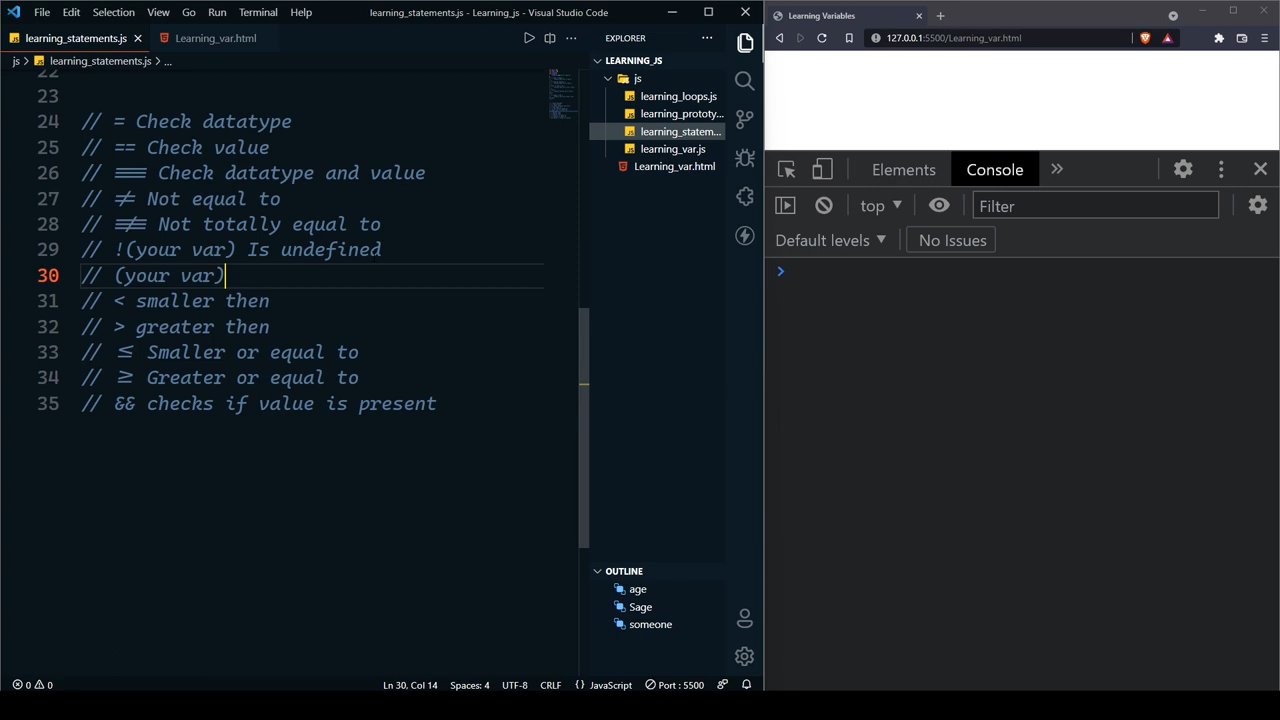 File Edit Selection View Go Run Terminal Help
learning_statements.js - Learning_js - Visual Studio Code
learning_statements.js
Learning_var.html
js > learning_statements.js > ...
22
23
24 // = Check datatype
25 // == Check value
26 // === Check datatype and value
27 // != Not equal to
28 // !== Not totally equal to
29 // !(your var) Is undefined
30 // (your var)
31 // < smaller then
32 // > greater then
33 // <= Smaller or equal to
34 // >= Greater or equal to
35 // && checks if value is present
EXPLORER
LEARNING_JS
js
learning_loops.js
learning_prototy...
learning_statem...
learning_var.js
Learning_var.html
OUTLINE
age
Sage
someone
0 0
Ln 30, Col 14
Spaces: 4
UTF-8
CRLF
{} JavaScript
Port : 5500
Learning Variables
127.0.0.1:5500/Learning_var.html
Elements
Console
top
Filter
Default levels
No Issues